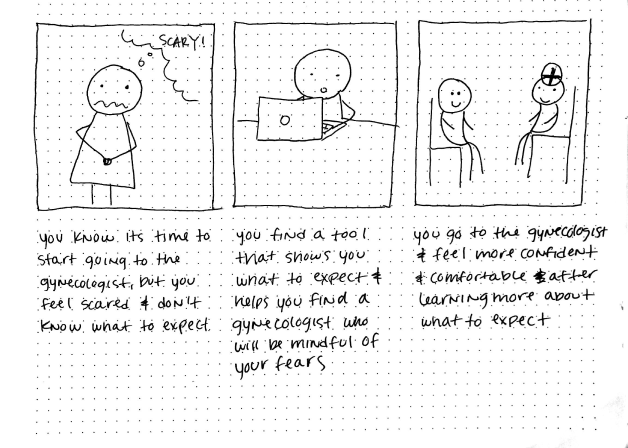 SCARY!
you know its time to
start going to the
gynecologist, but you
feel scared & don't
know what to expect
you find a tool
that shows you
what to expect &
helps you find a
gynecologist who
will be mindful of
your fears
you go to the gynecologist
& feel more confident
& comfortable & after
learning more about
what to expect